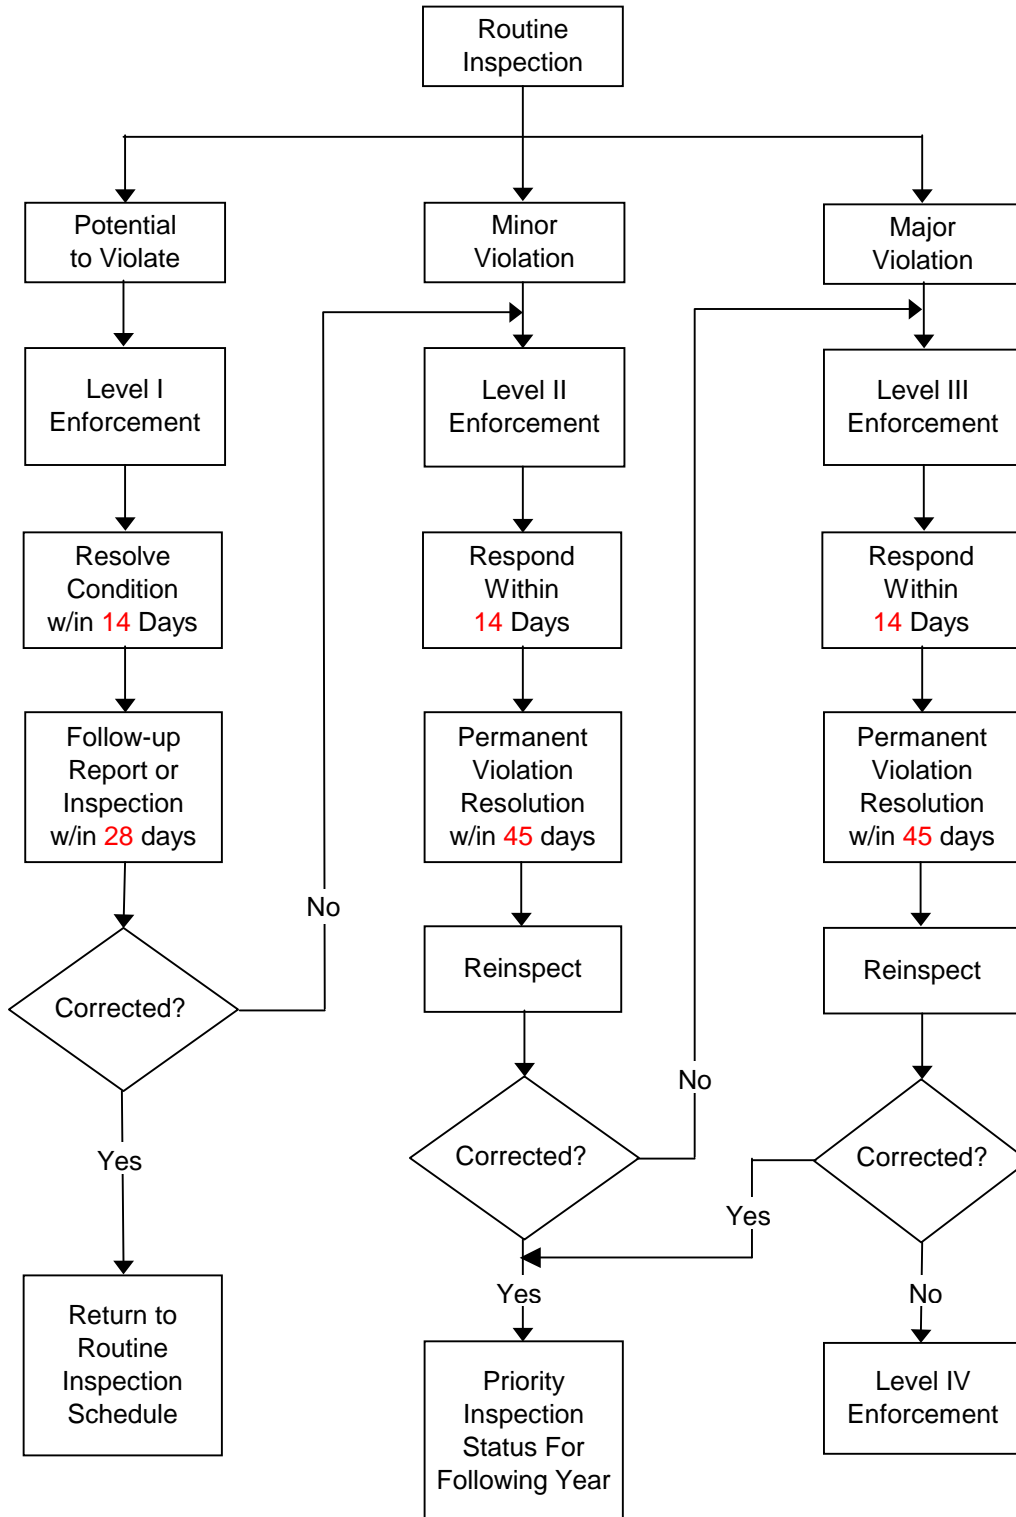 Routine
Inspection
Potential
to Violate
Minor
Violation
Major
Violation
Level I
Enforcement
Level II
Enforcement
Level III
Enforcement
Resolve
Condition
w/in 14 Days
Respond
Within
14 Days
Respond
Within
14 Days
Follow-up
Report or
Inspection
w/in 28 days
Permanent
Violation
Resolution
w/in 45 days
Permanent
Violation
Resolution
w/in 45 days
No
Corrected?
Reinspect
Reinspect
No
Yes
Corrected?
Corrected?
Yes
Yes
No
Return to
Routine
Inspection
Schedule
Priority
Inspection
Status For
Following Year
Level IV
Enforcement